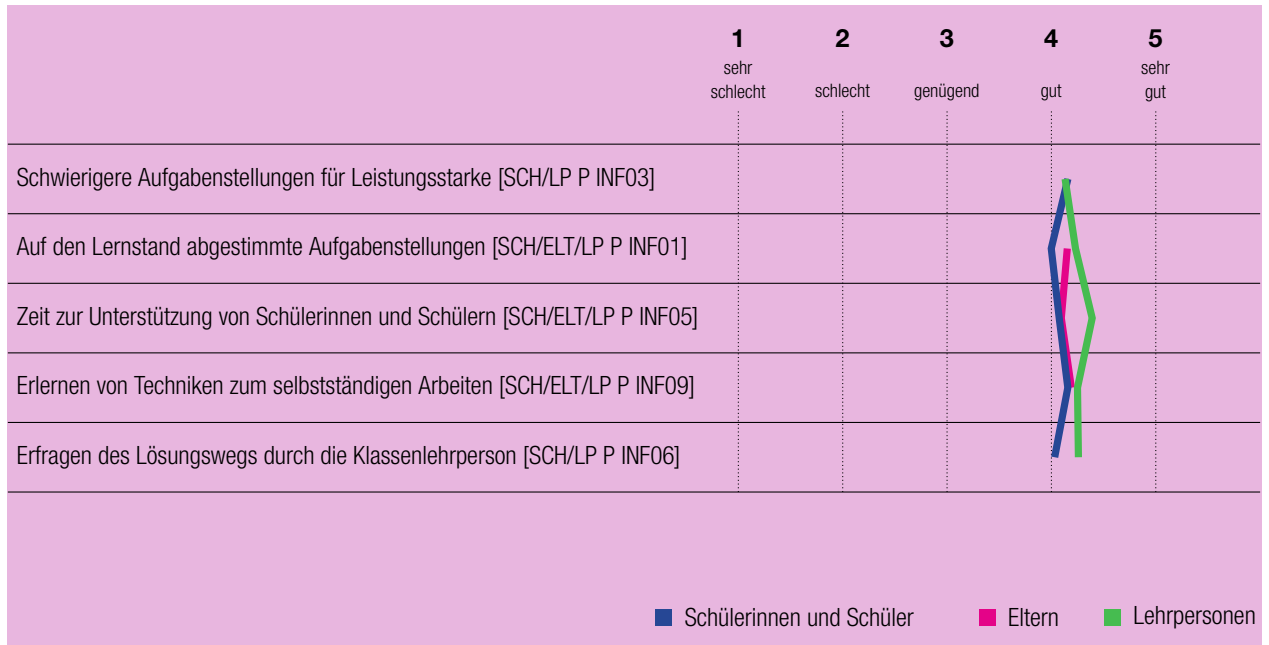 1 2 3 4 5
sehr schlecht schlecht genügend gut sehr gut
Schwierigere Aufgabenstellungen für Leistungsstarke [SCH/LP P INF03]
Auf den Lernstand abgestimmte Aufgabenstellungen [SCH/ELT/LP P INF01]
Zeit zur Unterstützung von Schülerinnen und Schülern [SCH/ELT/LP P INF05]
Erlernen von Techniken zum selbstständigen Arbeiten [SCH/ELT/LP P INF09]
Erfragen des Lösungswegs durch die Klassenlehrperson [SCH/LP P INF06]
Schülerinnen und Schüler Eltern Lehrpersonen